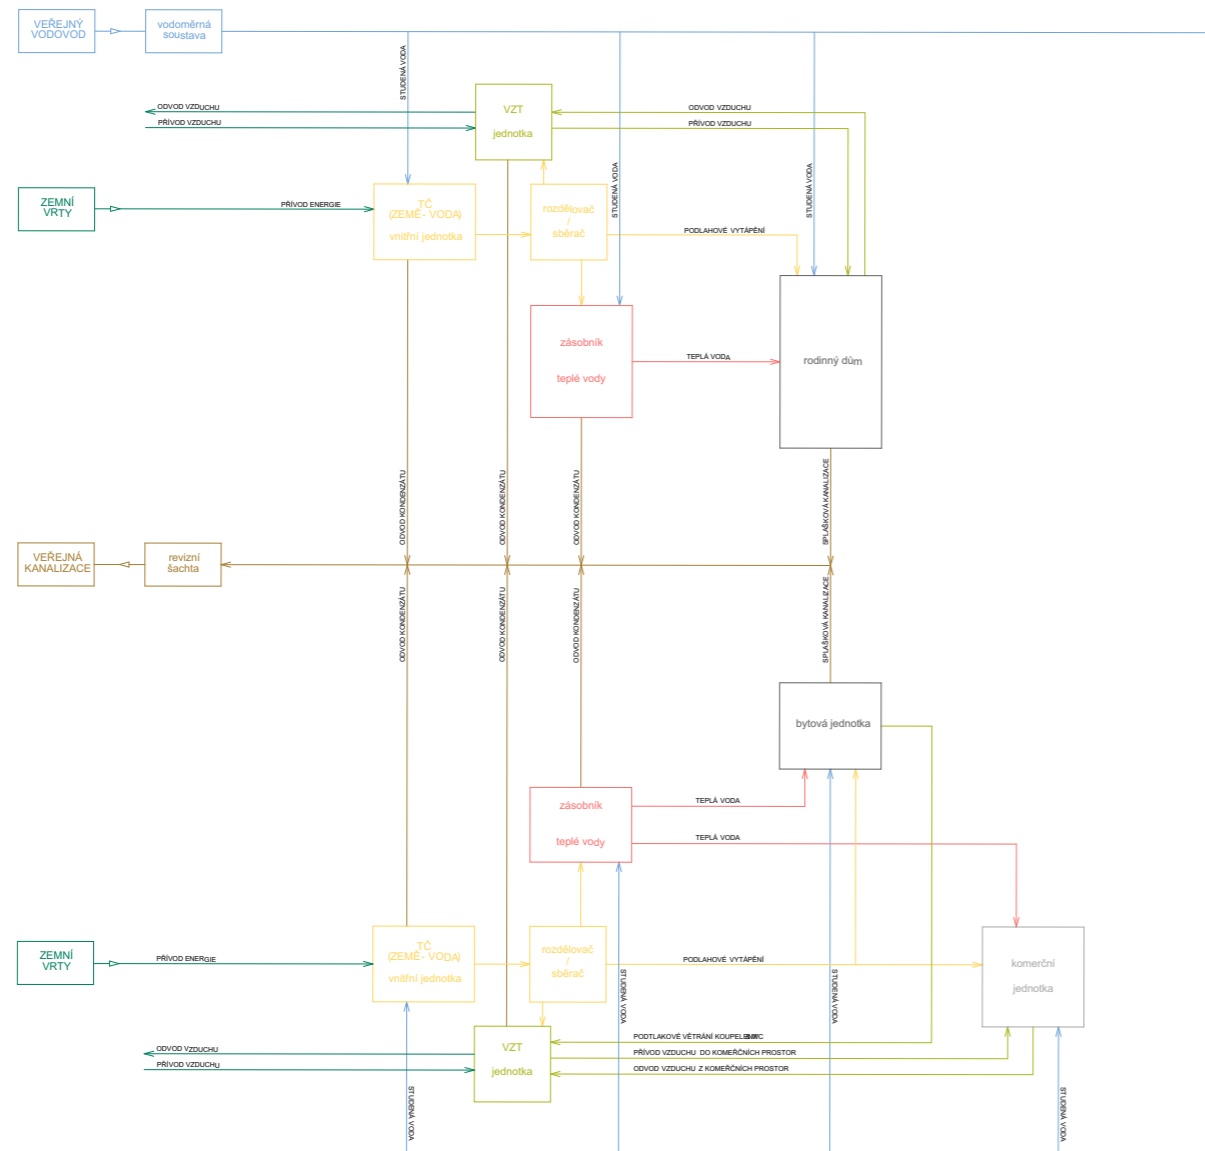 VEŘEJNÝ
VODOVOD
vodoměrná
soustava
STUDENÁ VODA
ODVOD VZDUCHU
PŘÍVOD VZDUCHU
VZT
jednotka
ODVOD VZDUCHU
PŘÍVOD VZDUCHU
STUDENÁ VODA
STUDENÁ VODA
ZEMNÍ
VRTY
PŘÍVOD ENERGIE
TČ
(ZEMĚ - VODA)
vnitřní jednotka
rozdělovač
/
sběrač
PODLAHOVÉ VYTÁPĚNÍ
zásobník
teplé vody
TEPLÁ VODA
rodinný dům
ODVOD KONDENZÁTU
ODVOD KONDENZÁTU
ODVOD KONDENZÁTU
SPLAŠKOVÁ KANALIZACE
VEŘEJNÁ
KANALIZACE
revizní
šachta
ODVOD KONDENZÁTU
ODVOD KONDENZÁTU
ODVOD KONDENZÁTU
SPLAŠKOVÁ KANALIZACE
bytová jednotka
zásobník
teplé vody
TEPLÁ VODA
TEPLÁ VODA
ZEMNÍ
VRTY
PŘÍVOD ENERGIE
TČ
(ZEMĚ - VODA)
vnitřní jednotka
rozdělovač
/
sběrač
PODLAHOVÉ VYTÁPĚNÍ
komerční
jednotka
STUDENÁ VODA
STUDENÁ VODA
ODVOD VZDUCHU
PŘÍVOD VZDUCHU
VZT
jednotka
PODTLAKOVÉ VĚTRÁNÍ
PŘÍVOD VZDUCHU DO KOMERČNÍCH PROSTOR
ODVOD VZDUCHU Z KOMERČNÍCH PROSTOR
STUDENÁ VODA
STUDENÁ VODA